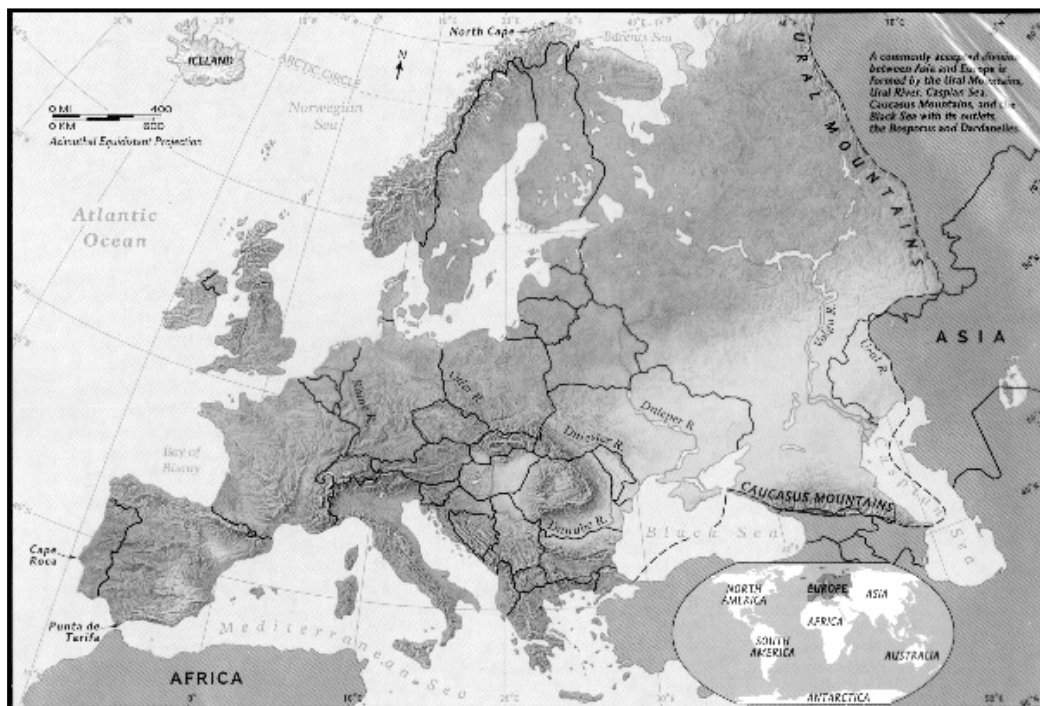 North Cape
Barents Sea
ICELAND
ARCTIC CIRCLE
N
Norwegian
Sea
URAL MOUNTAINS
A commonly accepted division
between Asia and Europe is
formed by the Ural Mountains,
Ural River, Caspian Sea,
Caucasus Mountains, and the
Black Sea with its outlets,
the Bosporus and Dardanelles.
0 MI 400
0 KM 600
Azimuthal Equidistant Projection
Atlantic
Ocean
ASIA
Volga R.
Ural R.
Rhine R.
Oder R.
Dnieper R.
Dniester R.
Bay of
Biscay
Caspian Sea
CAUCASUS MOUNTAINS
Danube R.
Black Sea
Cape
Roca
Punta de
Tarifa
Mediterranean Sea
AFRICA
NORTH
AMERICA
EUROPE
ASIA
AFRICA
SOUTH
AMERICA
AUSTRALIA
ANTARCTICA
0°
10°E
20°E